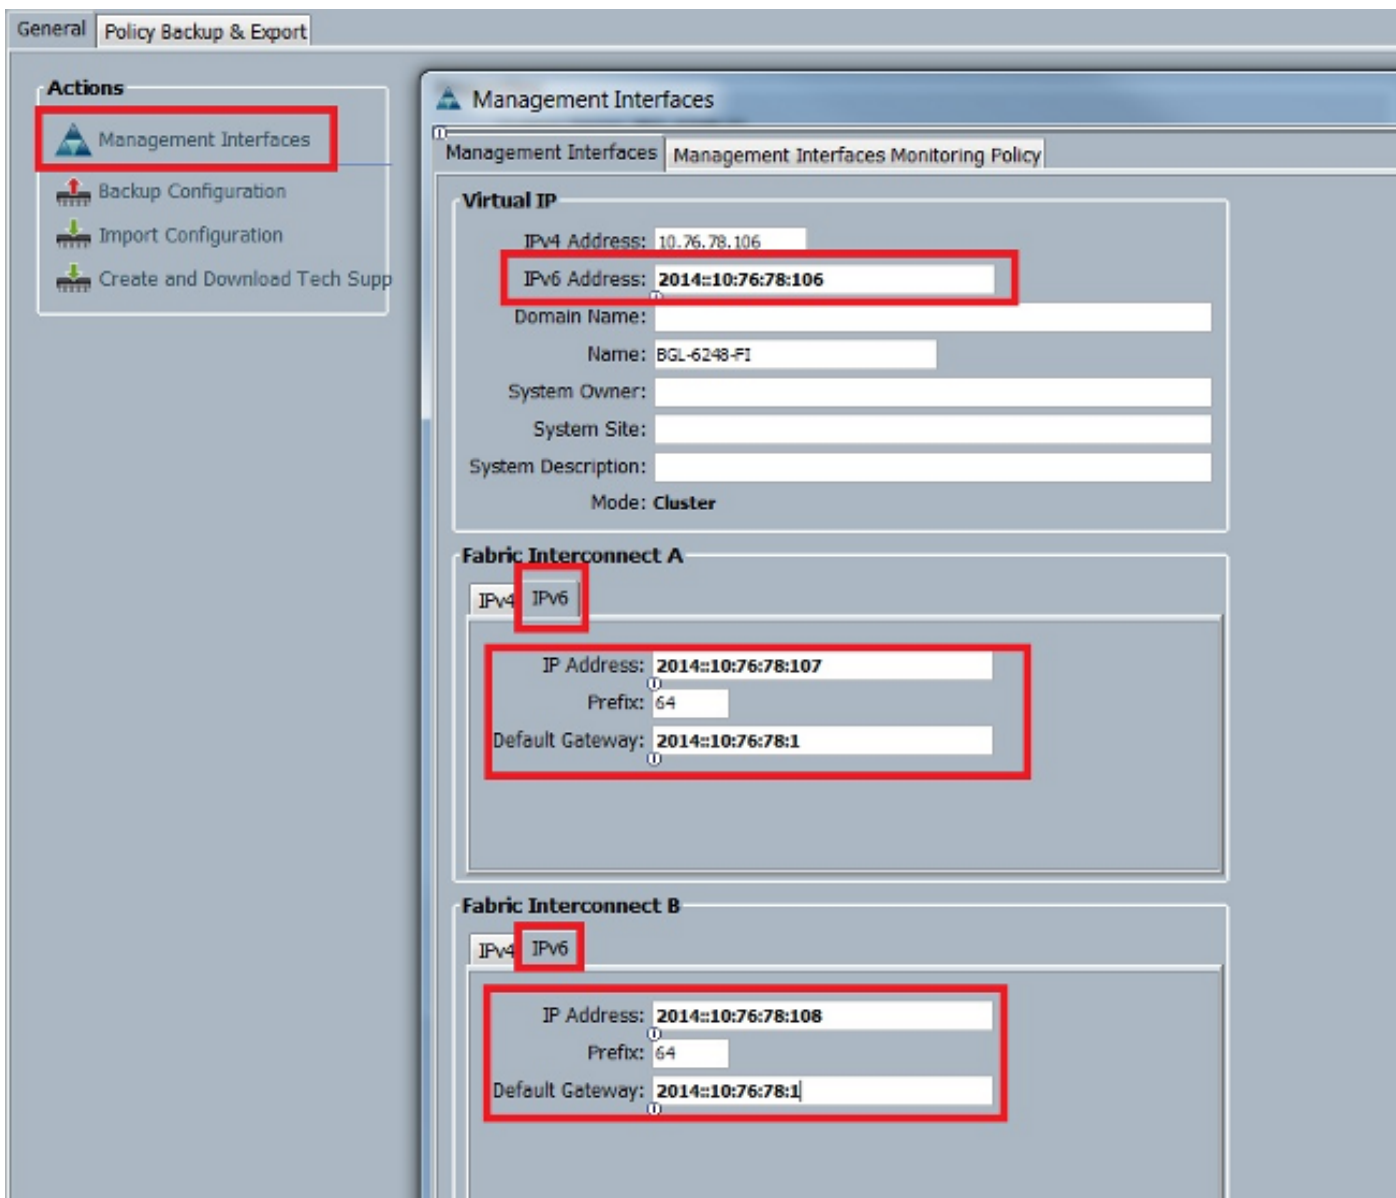 General
Policy Backup & Export
Actions
Management Interfaces
Backup Configuration
Import Configuration
Create and Download Tech Supp
Management Interfaces
Management Interfaces
Management Interfaces Monitoring Policy
Virtual IP
IPv4 Address: 10.76.78.106
IPv6 Address: 2014::10:76:78:106
Domain Name:
Name: BGL-6248-FI
System Owner:
System Site:
System Description:
Mode: Cluster
Fabric Interconnect A
IPv4 IPv6
IP Address: 2014::10:76:78:107
Prefix: 64
Default Gateway: 2014::10:76:78:1
Fabric Interconnect B
IPv4 IPv6
IP Address: 2014::10:76:78:108
Prefix: 64
Default Gateway: 2014::10:76:78:1